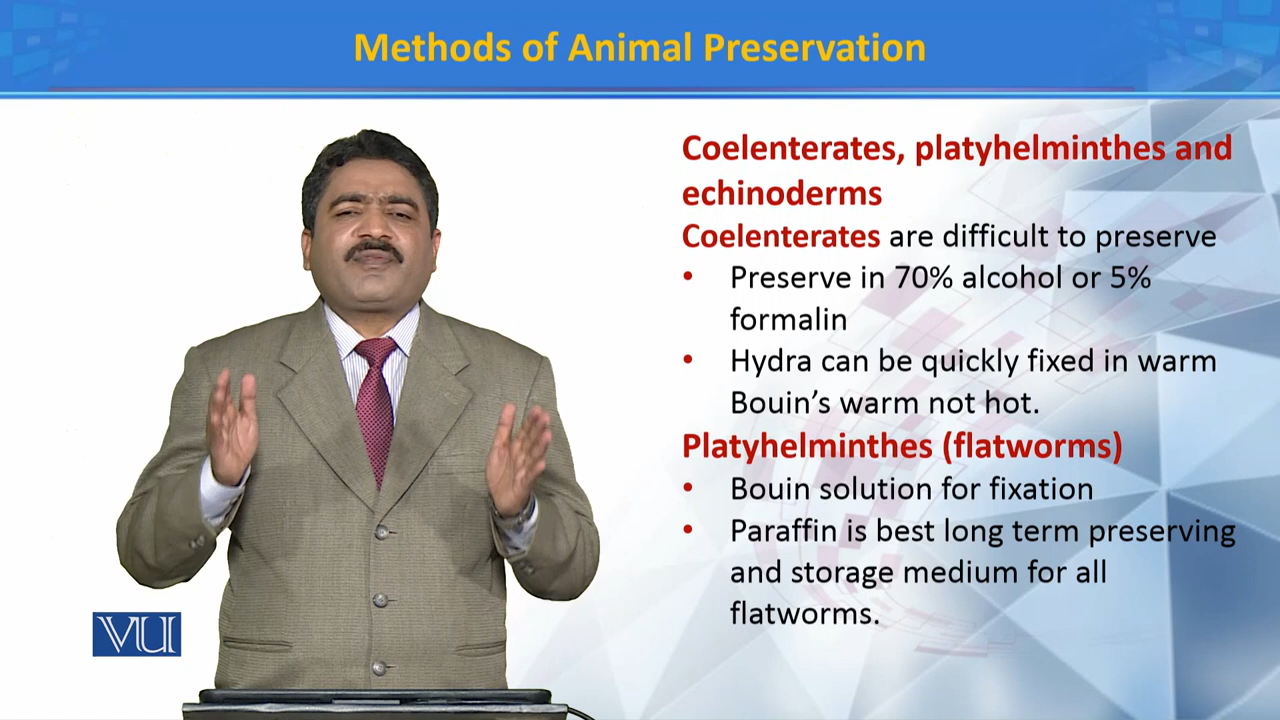 Methods of Animal Preservation
Coelenterates, platyhelminthes and
echinoderms
Coelenterates are difficult to preserve
• Preserve in 70% alcohol or 5%
formalin
• Hydra can be quickly fixed in warm
Bouin’s warm not hot.
Platyhelminthes (flatworms)
• Bouin solution for fixation
• Paraffin is best long term preserving
and storage medium for all
flatworms.
VU